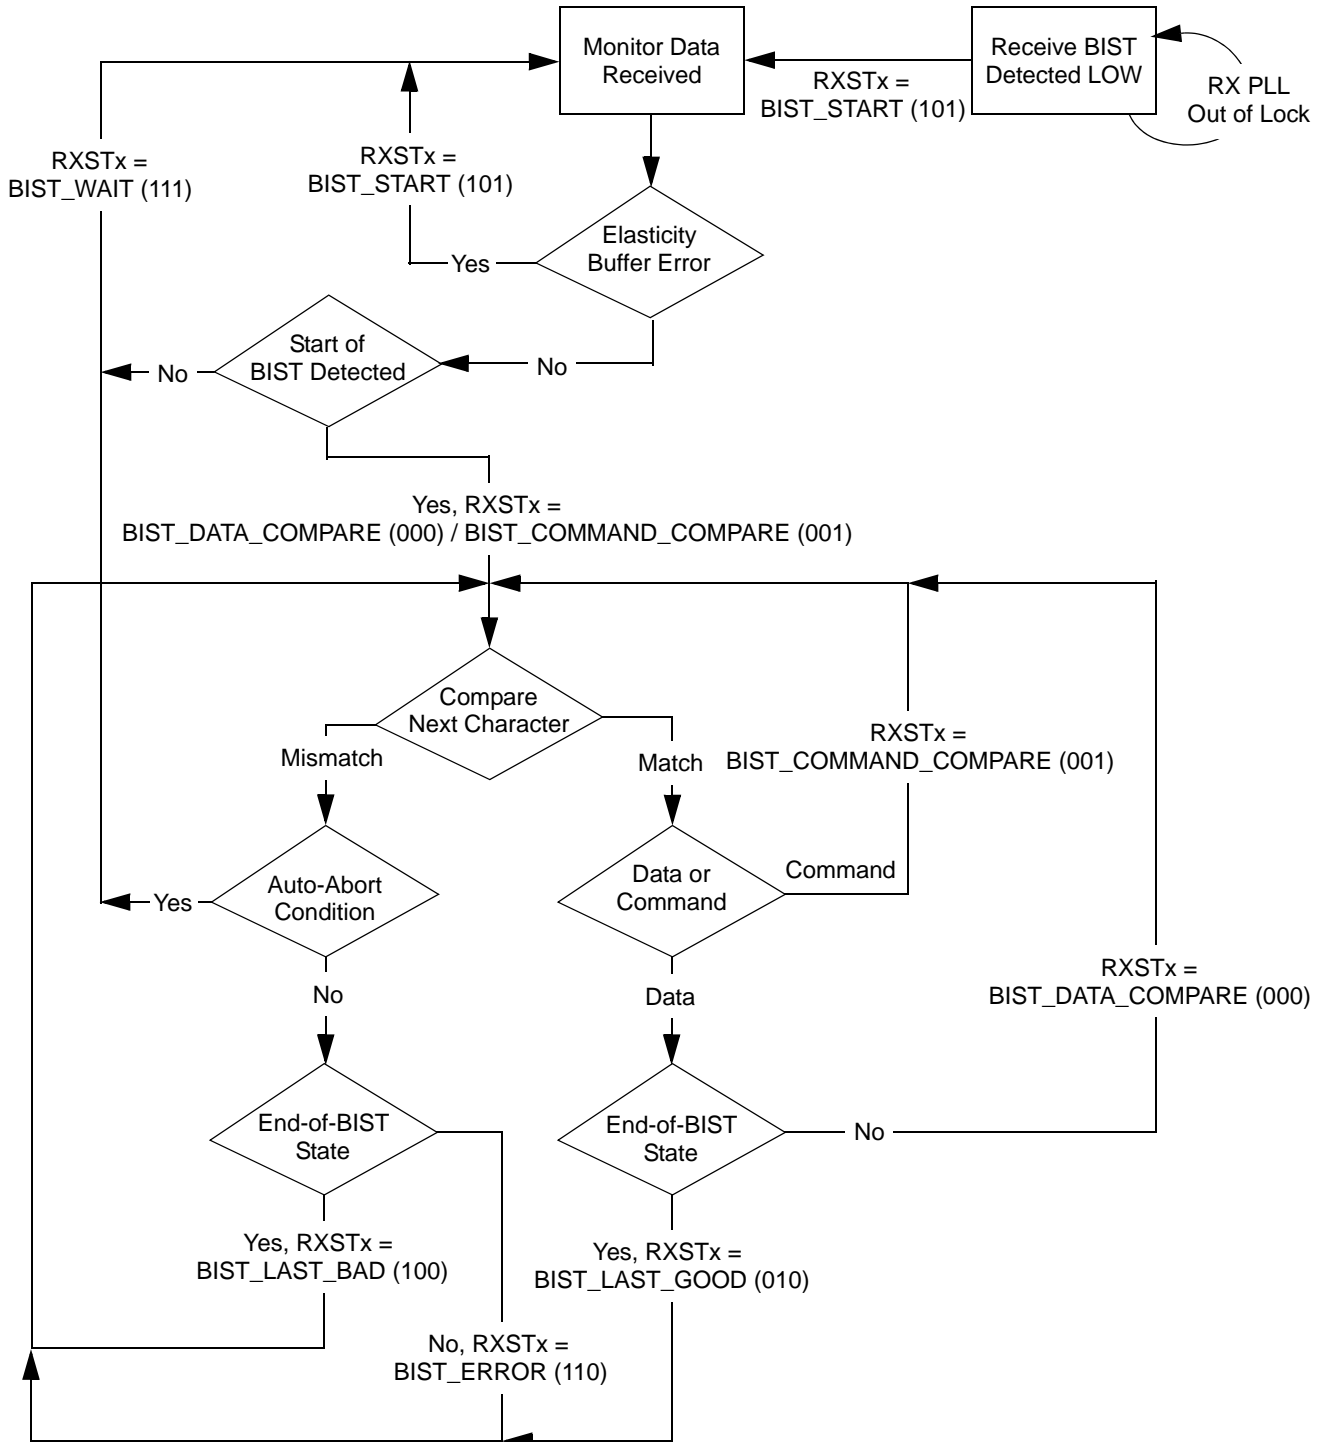 Monitor Data
Received
Receive BIST
Detected LOW
RX PLL
Out of Lock
RXSTx =
BIST_START (101)
RXSTx =
BIST_WAIT (111)
RXSTx =
BIST_START (101)
Elasticity
Buffer Error
Yes
Start of
BIST Detected
No
No
Yes, RXSTx =
BIST_DATA_COMPARE (000) / BIST_COMMAND_COMPARE (001)
Compare
Next Character
Mismatch
Match
RXSTx =
BIST_COMMAND_COMPARE (001)
Auto-Abort
Condition
Yes
Data or
Command
Command
No
Data
RXSTx =
BIST_DATA_COMPARE (000)
End-of-BIST
State
End-of-BIST
State
No
Yes, RXSTx =
BIST_LAST_BAD (100)
Yes, RXSTx =
BIST_LAST_GOOD (010)
No, RXSTx =
BIST_ERROR (110)